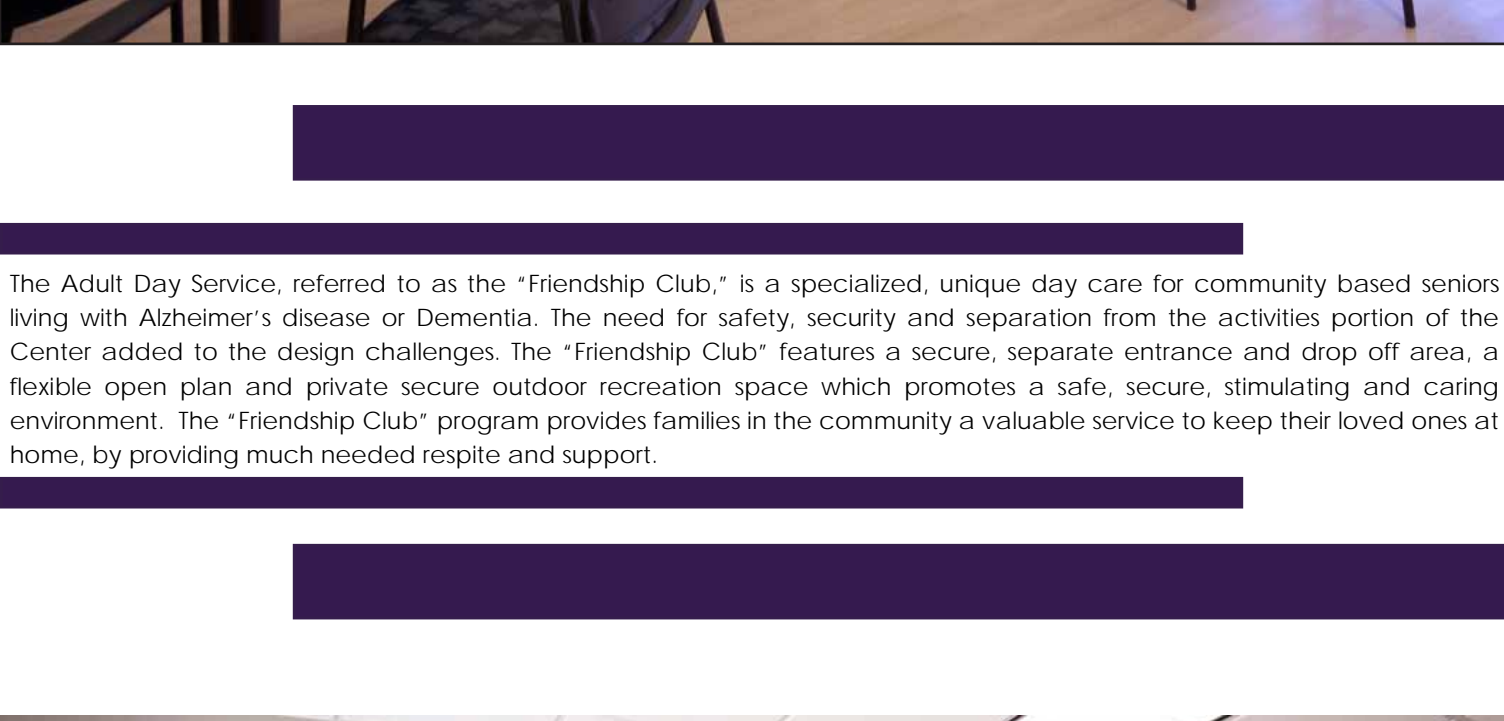 The Adult Day Service, referred to as the “Friendship Club,” is a specialized, unique day care for community based seniors
living with Alzheimer’s disease or Dementia. The need for safety, security and separation from the activities portion of the
Center added to the design challenges. The “Friendship Club” features a secure, separate entrance and drop off area, a
flexible open plan and private secure outdoor recreation space which promotes a safe, secure, stimulating and caring
environment.  The “Friendship Club” program provides families in the community a valuable service to keep their loved ones at
home, by providing much needed respite and support.